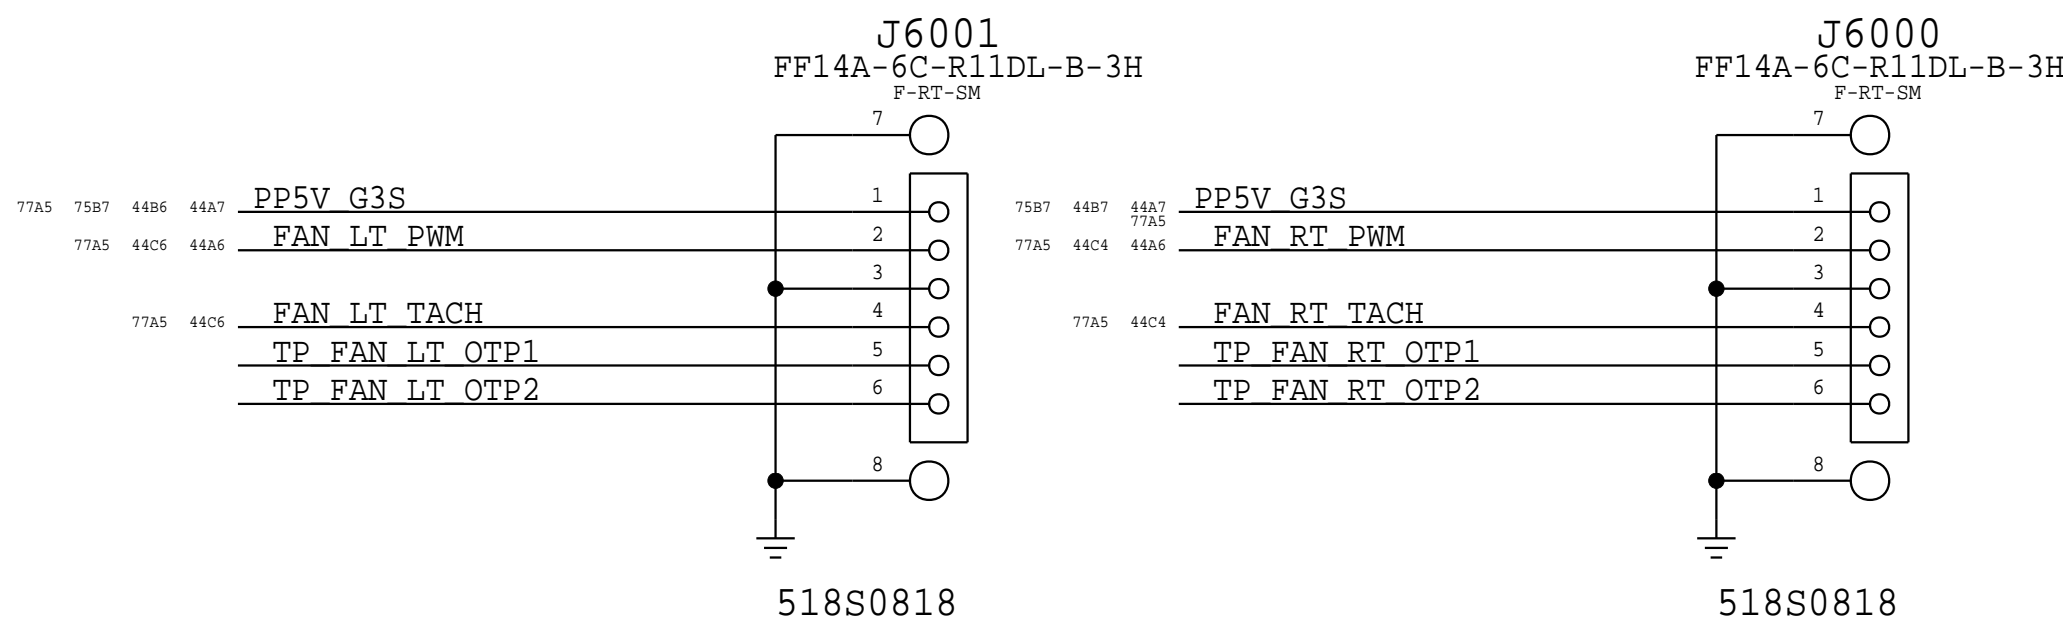 J6001
FF14A-6C-R11DL-B-3H
F-RT-SM
7
77A5 75B7 44B6 44A7 PP5V_G3S 1
77A5 44C6 44A6 FAN_LT_PWM 2
3
77A5 44C6 FAN_LT_TACH 4
TP_FAN_LT_OTP1 5
TP_FAN_LT_OTP2 6
8
518S0818
J6000
FF14A-6C-R11DL-B-3H
F-RT-SM
7
75B7 44B7 44A7 PP5V_G3S 1
77A5
77A5 44C4 44A6 FAN_RT_PWM 2
3
77A5 44C4 FAN_RT_TACH 4
TP_FAN_RT_OTP1 5
TP_FAN_RT_OTP2 6
8
518S0818